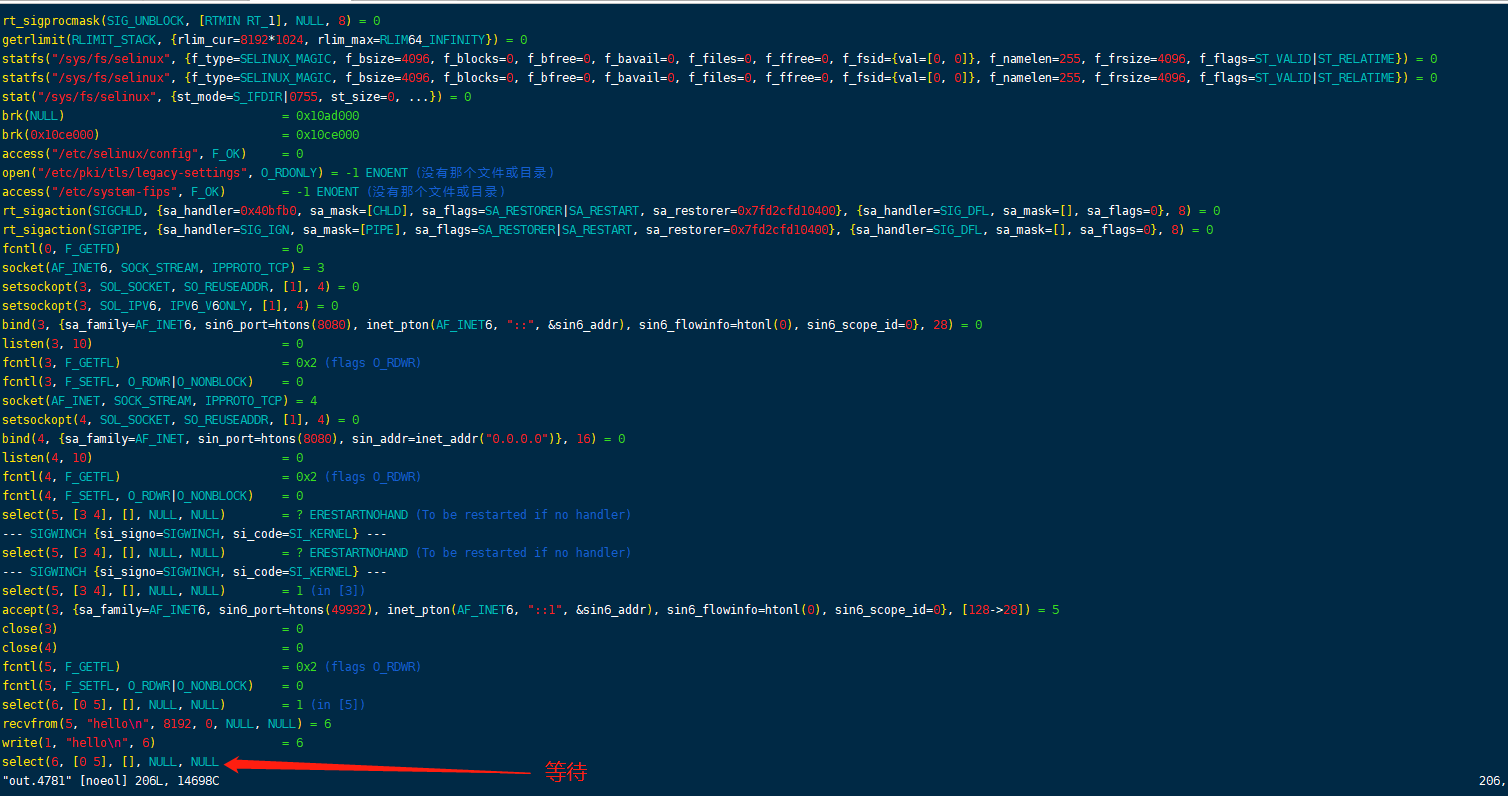 rt_sigprocmask(SIG_UNBLOCK, [RTMIN RT_1], NULL, 8) = 0
getrlimit(RLIMIT_STACK, {rlim_cur=8192*1024, rlim_max=RLIM64_INFINITY}) = 0
statfs("/sys/fs/selinux", {f_type=SELINUX_MAGIC, f_bsize=4096, f_blocks=0, f_bfree=0, f_bavail=0, f_files=0, f_ffree=0, f_fsid={val=[0, 0]}, f_namelen=255, f_frsize=4096, f_flags=ST_VALID|ST_RELATIME}) = 0
statfs("/sys/fs/selinux", {f_type=SELINUX_MAGIC, f_bsize=4096, f_blocks=0, f_bfree=0, f_bavail=0, f_files=0, f_ffree=0, f_fsid={val=[0, 0]}, f_namelen=255, f_frsize=4096, f_flags=ST_VALID|ST_RELATIME}) = 0
stat("/sys/fs/selinux", {st_mode=S_IFDIR|0755, st_size=0, ...}) = 0
brk(NULL) = 0x10ad000
brk(0x10ce000) = 0x10ce000
access("/etc/selinux/config", F_OK) = 0
open("/etc/pki/tls/legacy-settings", O_RDONLY) = -1 ENOENT (没有那个文件或目录)
access("/etc/system-fips", F_OK) = -1 ENOENT (没有那个文件或目录)
rt_sigaction(SIGCHLD, {sa_handler=0x40bfb0, sa_mask=[CHLD], sa_flags=SA_RESTORER|SA_RESTART, sa_restorer=0x7fd2cfd10400}, {sa_handler=SIG_DFL, sa_mask=[], sa_flags=0}, 8) = 0
rt_sigaction(SIGPIPE, {sa_handler=SIG_IGN, sa_mask=[PIPE], sa_flags=SA_RESTORER|SA_RESTART, sa_restorer=0x7fd2cfd10400}, {sa_handler=SIG_DFL, sa_mask=[], sa_flags=0}, 8) = 0
fcntl(0, F_GETFD) = 0
socket(AF_INET6, SOCK_STREAM, IPPROTO_TCP) = 3
setsockopt(3, SOL_SOCKET, SO_REUSEADDR, [1], 4) = 0
setsockopt(3, SOL_IPV6, IPV6_V6ONLY, [1], 4) = 0
bind(3, {sa_family=AF_INET6, sin6_port=htons(8080), inet_pton(AF_INET6, "::", &sin6_addr), sin6_flowinfo=htonl(0), sin6_scope_id=0}, 28) = 0
listen(3, 10) = 0
fcntl(3, F_GETFL) = 0x2 (flags O_RDWR)
fcntl(3, F_SETFL, O_RDWR|O_NONBLOCK) = 0
socket(AF_INET, SOCK_STREAM, IPPROTO_TCP) = 4
setsockopt(4, SOL_SOCKET, SO_REUSEADDR, [1], 4) = 0
bind(4, {sa_family=AF_INET, sin_port=htons(8080), sin_addr=inet_addr("0.0.0.0")}, 16) = 0
listen(4, 10) = 0
fcntl(4, F_GETFL) = 0x2 (flags O_RDWR)
fcntl(4, F_SETFL, O_RDWR|O_NONBLOCK) = 0
select(5, [3 4], [], NULL, NULL) = ? ERESTARTNOHAND (To be restarted if no handler)
--- SIGWINCH {si_signo=SIGWINCH, si_code=SI_KERNEL} ---
select(5, [3 4], [], NULL, NULL) = ? ERESTARTNOHAND (To be restarted if no handler)
--- SIGWINCH {si_signo=SIGWINCH, si_code=SI_KERNEL} ---
select(5, [3 4], [], NULL, NULL) = 1 (in [3])
accept(3, {sa_family=AF_INET6, sin6_port=htons(49932), inet_pton(AF_INET6, "::1", &sin6_addr), sin6_flowinfo=htonl(0), sin6_scope_id=0}, [128->28]) = 5
close(3) = 0
close(4) = 0
fcntl(5, F_GETFL) = 0x2 (flags O_RDWR)
fcntl(5, F_SETFL, O_RDWR|O_NONBLOCK) = 0
select(6, [0 5], [], NULL, NULL) = 1 (in [5])
recvfrom(5, "hello\n", 8192, 0, NULL, NULL) = 6
write(1, "hello\n", 6) = 6
select(6, [0 5], [], NULL, NULL
等待
"out.4781" [noeol] 206L, 14698C 206,